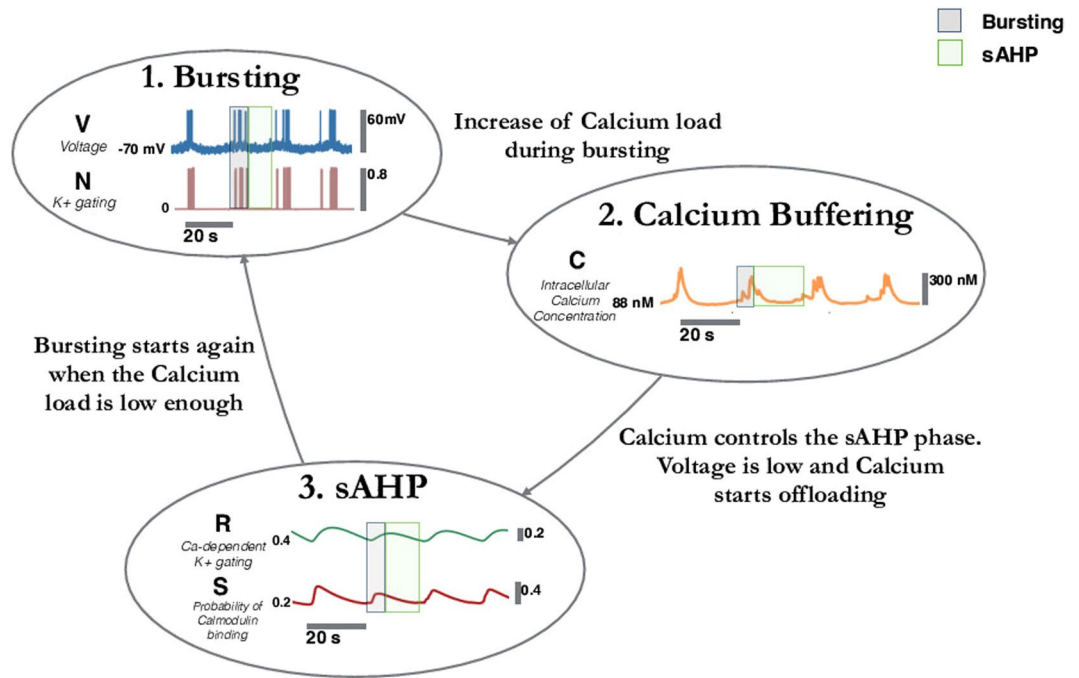 Bursting
sAHP
1. Bursting
V
Voltage
-70 mV
60mV
N
K+ gating
0
0.8
20 s
Increase of Calcium load
during bursting
2. Calcium Buffering
C
Intracellular
Calcium
Concentration
88 nM
300 nM
20 s
Bursting starts again
when the Calcium
load is low enough
Calcium controls the sAHP phase.
Voltage is low and Calcium
starts offloading
3. sAHP
R
Ca-dependent
K+ gating
0.4
0.2
S
Probability of
Calmodulin
binding
0.2
0.4
20 s